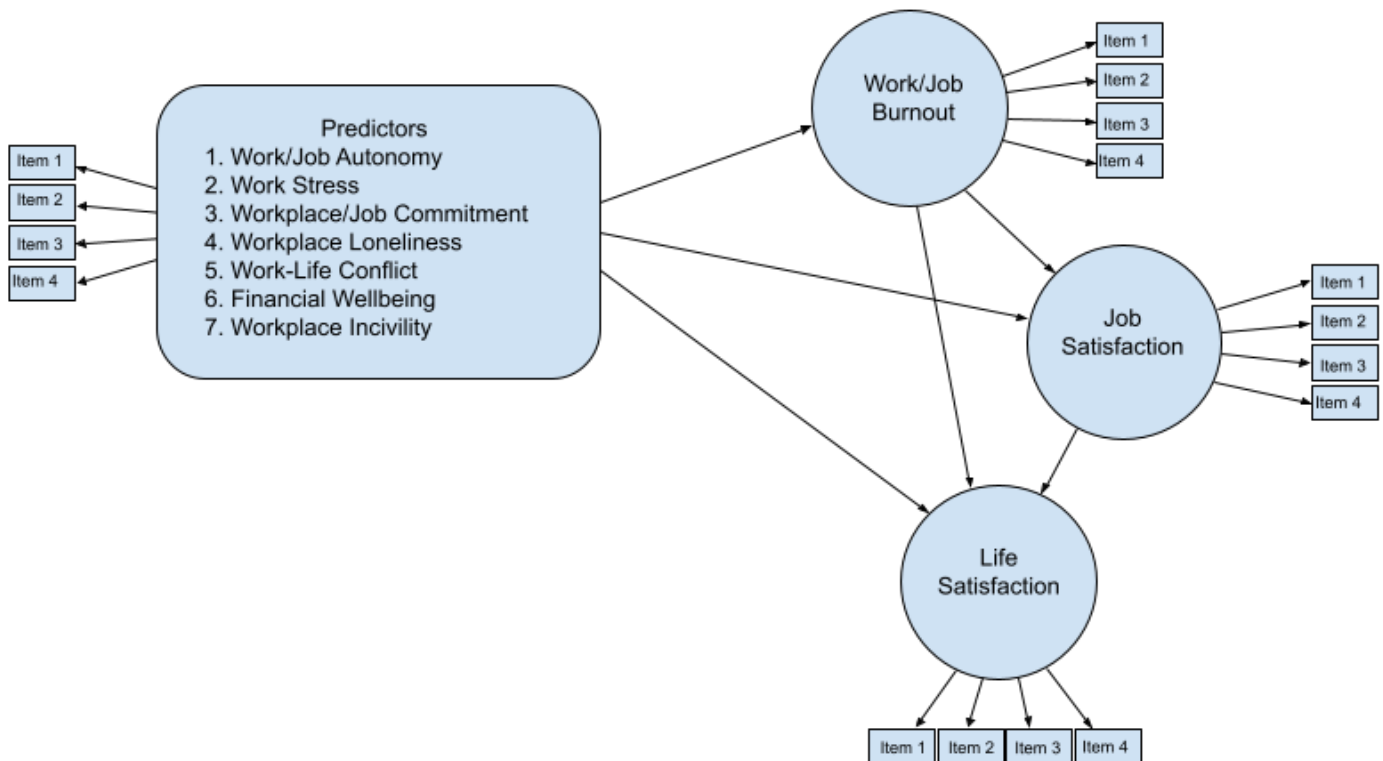 Predictors
1. Work/Job Autonomy
2. Work Stress
3. Workplace/Job Commitment
4. Workplace Loneliness
5. Work-Life Conflict
6. Financial Wellbeing
7. Workplace Incivility
Item 1
Item 2
Item 3
Item 4
Work/Job
Burnout
Item 1
Item 2
Item 3
Item 4
Job
Satisfaction
Item 1
Item 2
Item 3
Item 4
Life
Satisfaction
Item 1
Item 2
Item 3
Item 4